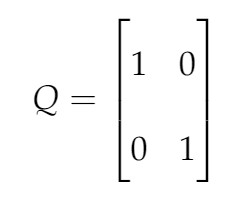 Q = [1 0
0 1]